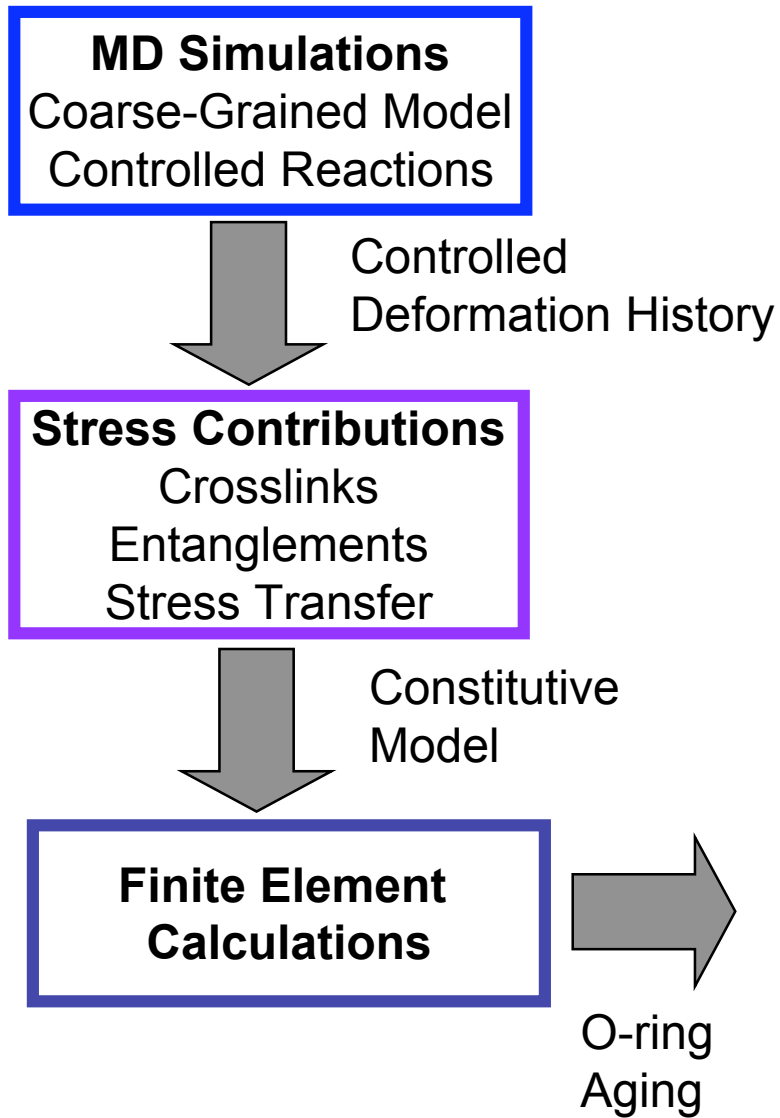 MD Simulations
Coarse-Grained Model
Controlled Reactions
Controlled
Deformation History
Stress Contributions
Crosslinks
Entanglements
Stress Transfer
Constitutive
Model
Finite Element
Calculations
O-ring
Aging